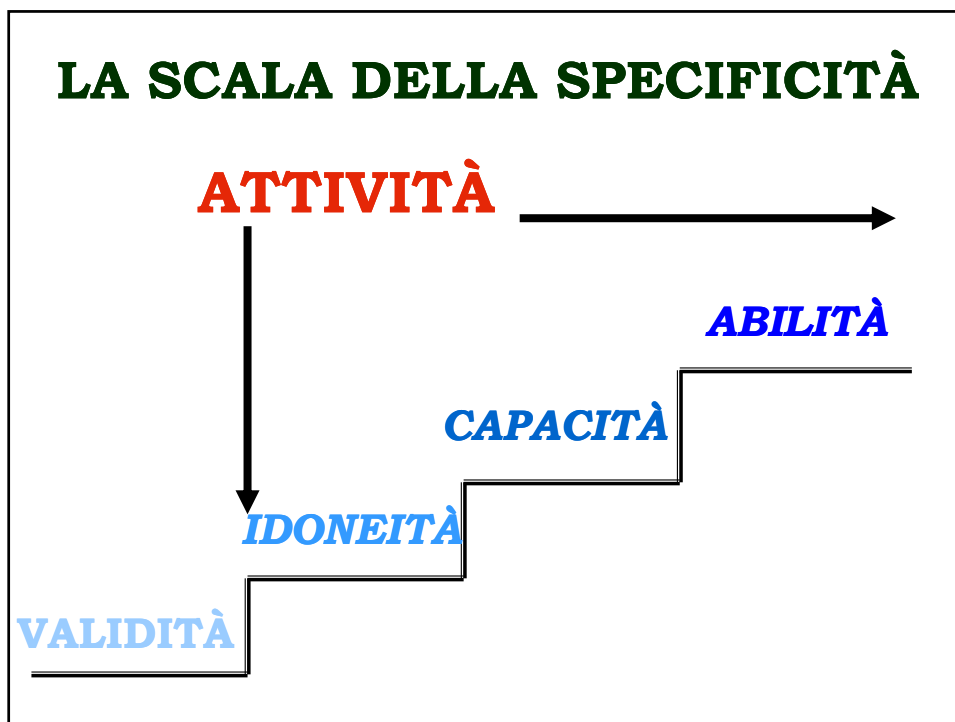 LA SCALA DELLA SPECIFICITÀ
ATTIVITÀ
ABILITÀ
CAPACITÀ
IDONEITÀ
VALIDITÀ